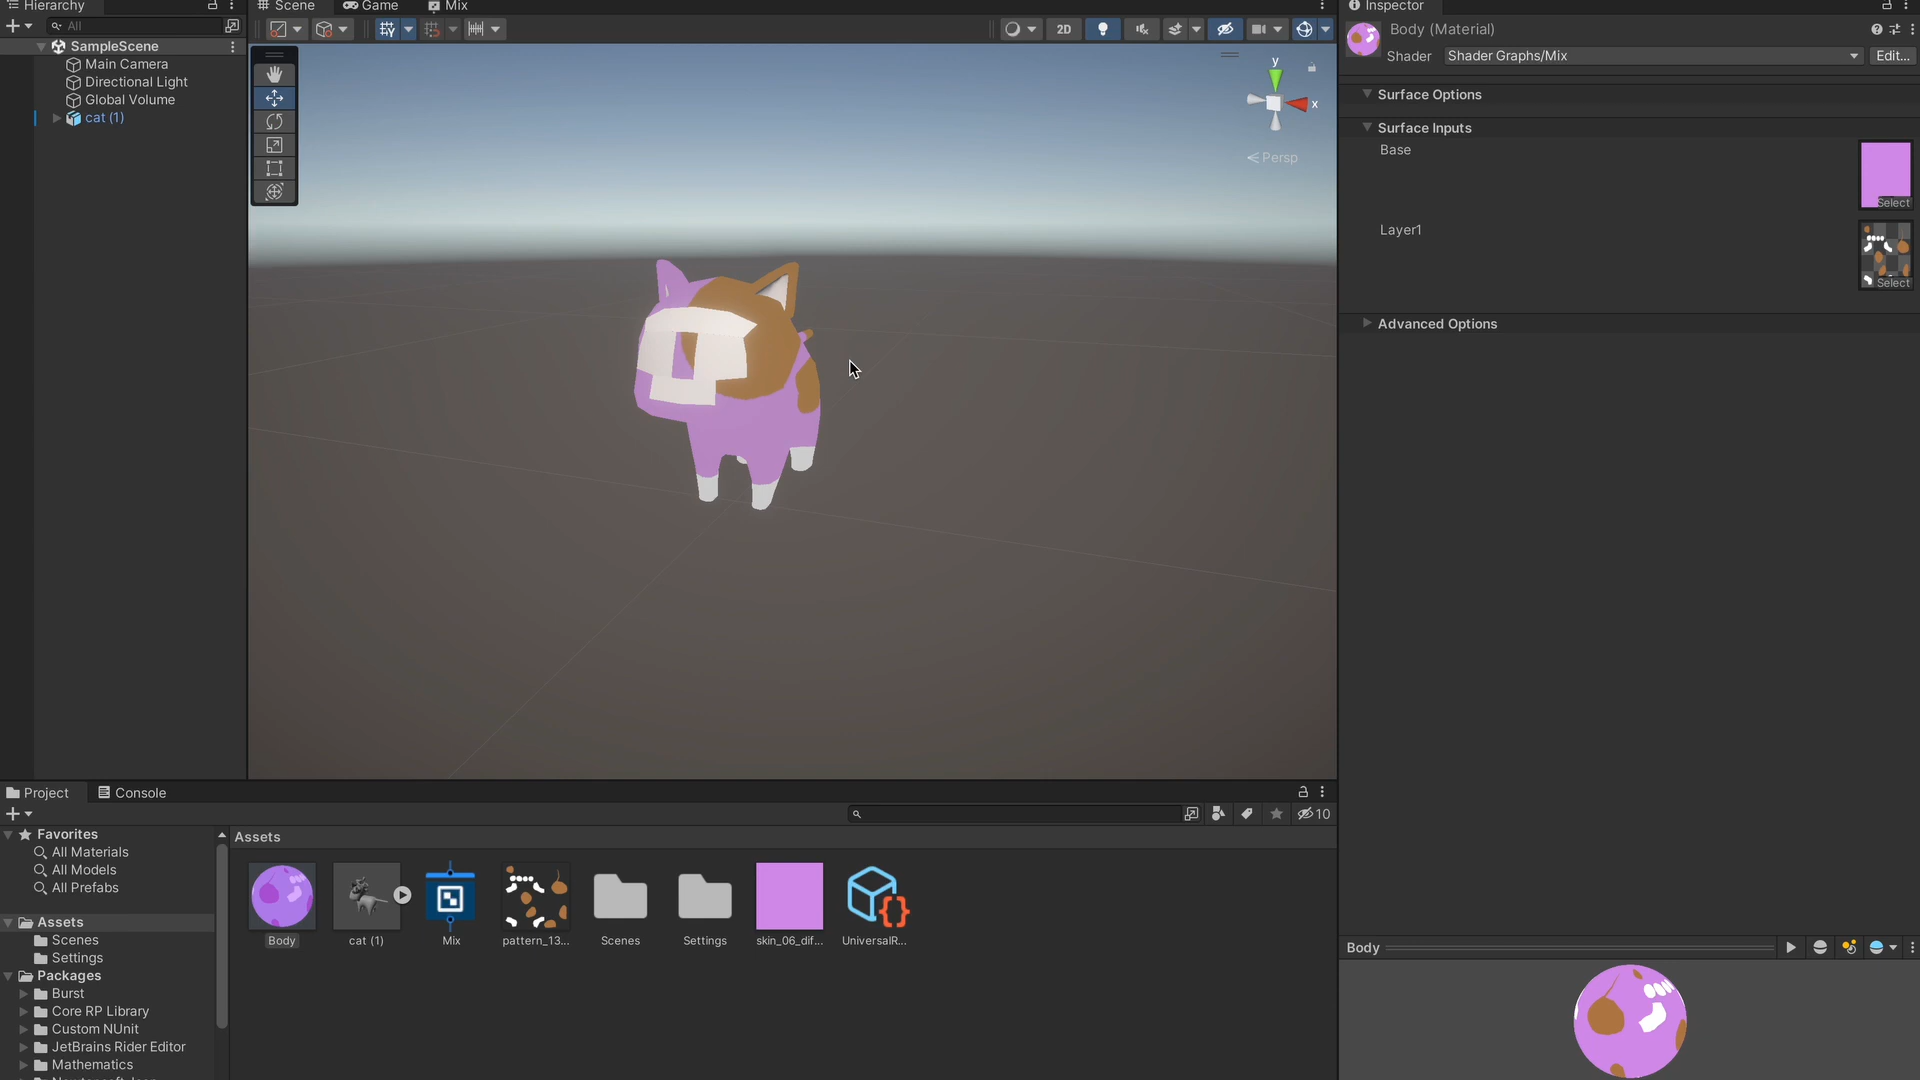 Hierarchy
All
SampleScene
Main Camera
Directional Light
Global Volume
cat (1)
Scene
Game
Mix
2D
y
x
Persp
Inspector
Body (Material)
Shader
Shader Graphs/Mix
Edit...
Surface Options
Surface Inputs
Base
Select
Layer1
Select
Advanced Options
Project
Console
10
Favorites
All Materials
All Models
All Prefabs
Assets
Scenes
Settings
Packages
Burst
Core RP Library
Custom NUnit
JetBrains Rider Editor
Mathematics
Assets
Body
cat (1)
Mix
pattern_13...
Scenes
Settings
skin_06_dif...
UniversalR...
Body